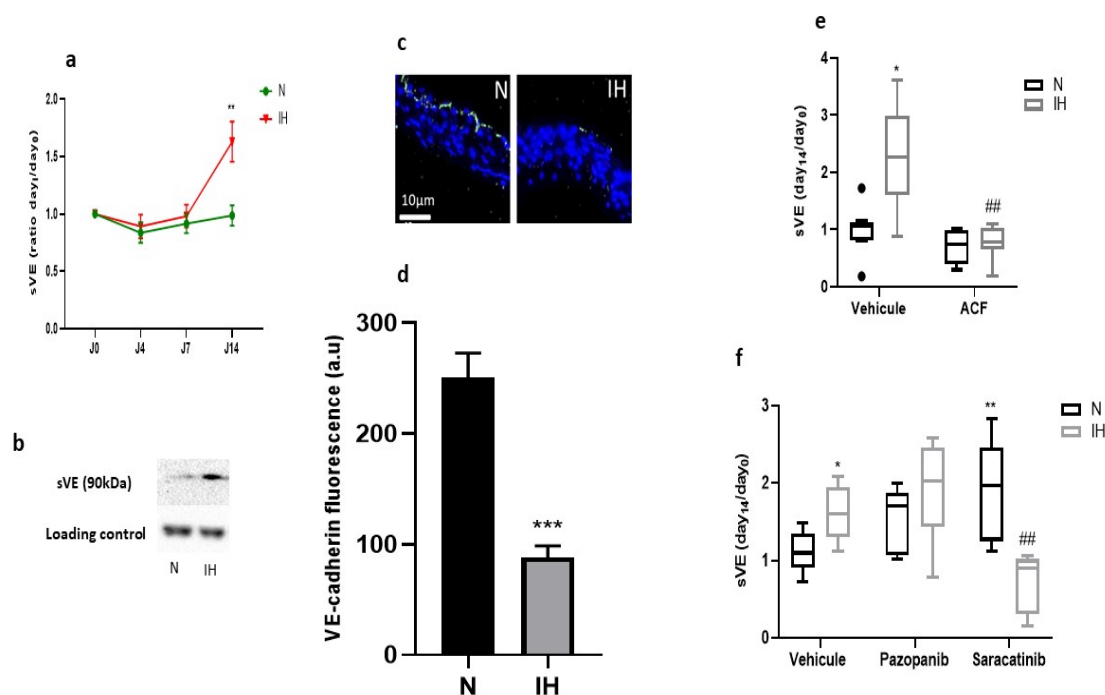 a
N
IH
sVE (ratio dayᵢ/day₀)
2.0
1.5
1.0
0.5
0.0
**
J0 J4 J7 J14
b
sVE (90kDa)
Loading control
N IH
c
N
IH
10µm
d
VE-cadherin fluorescence (a.u)
300
200
100
0
***
N IH
e
N
IH
sVE (day₁₄/day₀)
4
3
2
1
0
*
##
Vehicule ACF
f
N
IH
sVE (day₁₄/day₀)
3
2
1
0
*
**
##
Vehicule Pazopanib Saracatinib